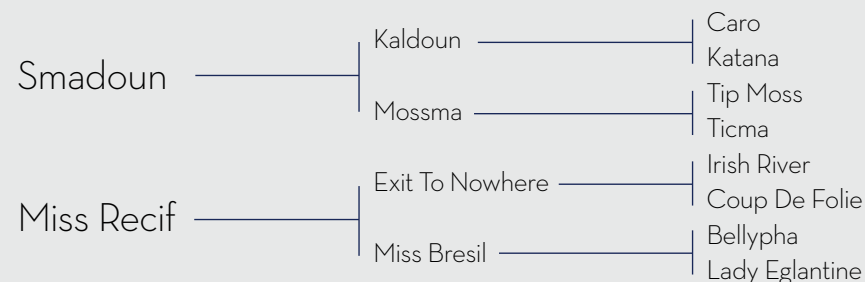 Smadoun
Kaldoun
Caro
Katana
Mossma
Tip Moss
Ticma
Miss Recif
Exit To Nowhere
Irish River
Coup De Folie
Miss Bresil
Bellypha
Lady Eglantine